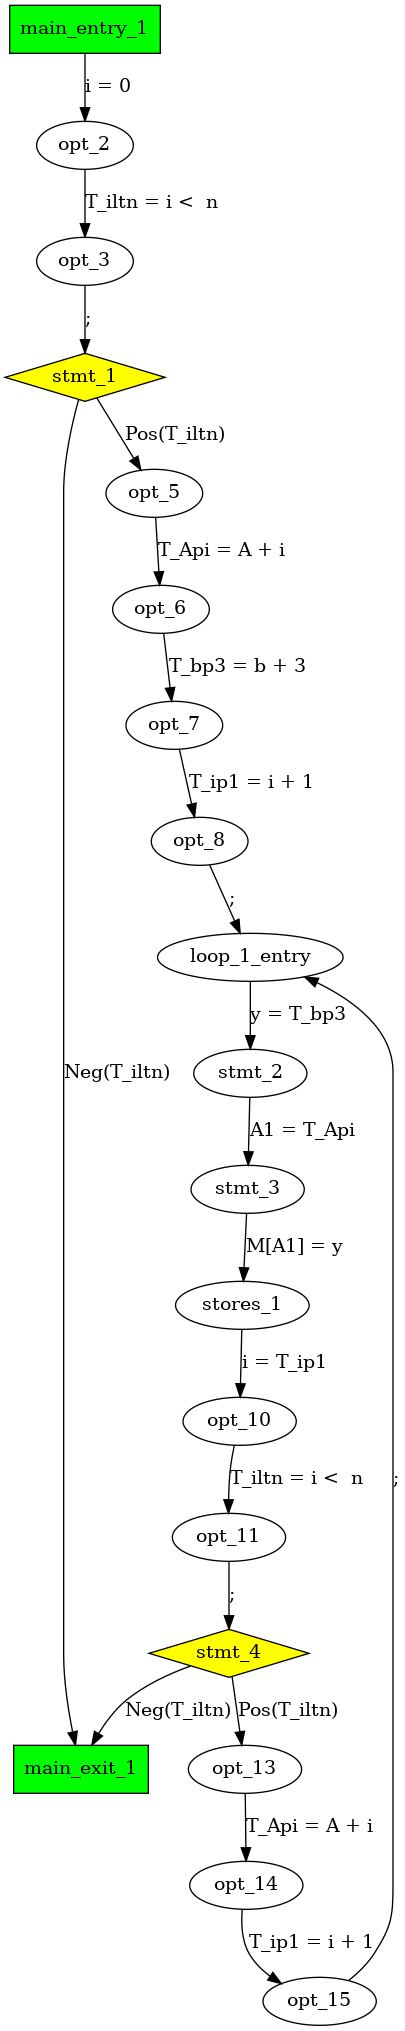 main_entry_1
i = 0
opt_2
T_iltn = i <  n
opt_3
;
stmt_1
Pos(T_iltn)
opt_5
T_Api = A + i
opt_6
T_bp3 = b + 3
opt_7
T_ip1 = i + 1
opt_8
;
loop_1_entry
y = T_bp3
stmt_2
Neg(T_iltn)
A1 = T_Api
stmt_3
M[A1] = y
stores_1
i = T_ip1
opt_10
T_iltn = i <  n
;
opt_11
;
stmt_4
Neg(T_iltn)
Pos(T_iltn)
main_exit_1
opt_13
T_Api = A + i
opt_14
T_ip1 = i + 1
opt_15